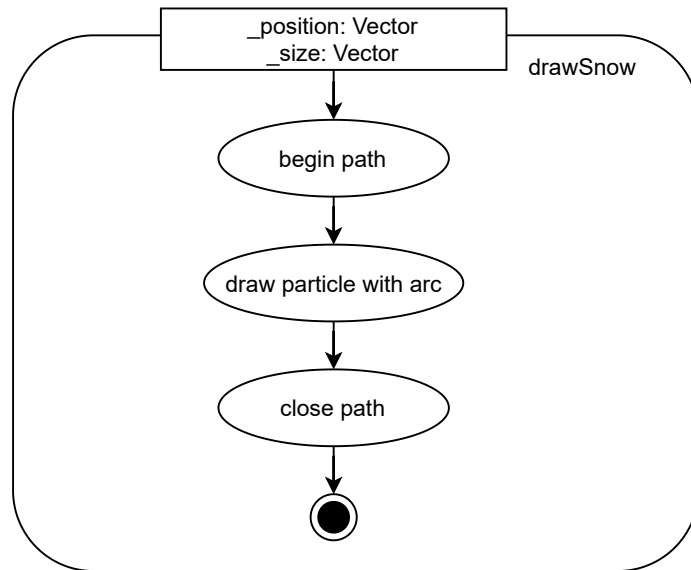 _position: Vector
_size: Vector
drawSnow
begin path
draw particle with arc
close path